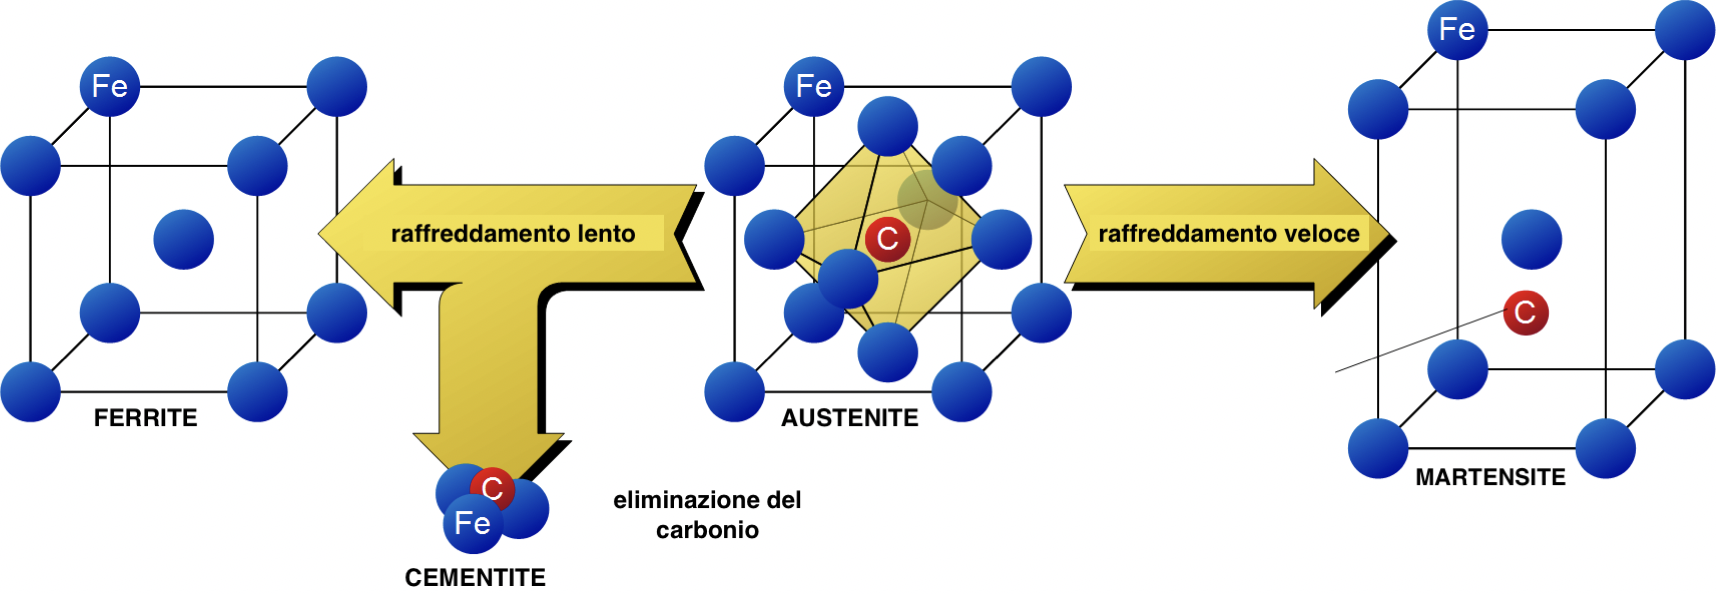 Fe
Fe
Fe
raffreddamento lento
C
raffreddamento veloce
C
FERRITE
AUSTENITE
MARTENSITE
C
Fe
eliminazione del
carbonio
CEMENTITE